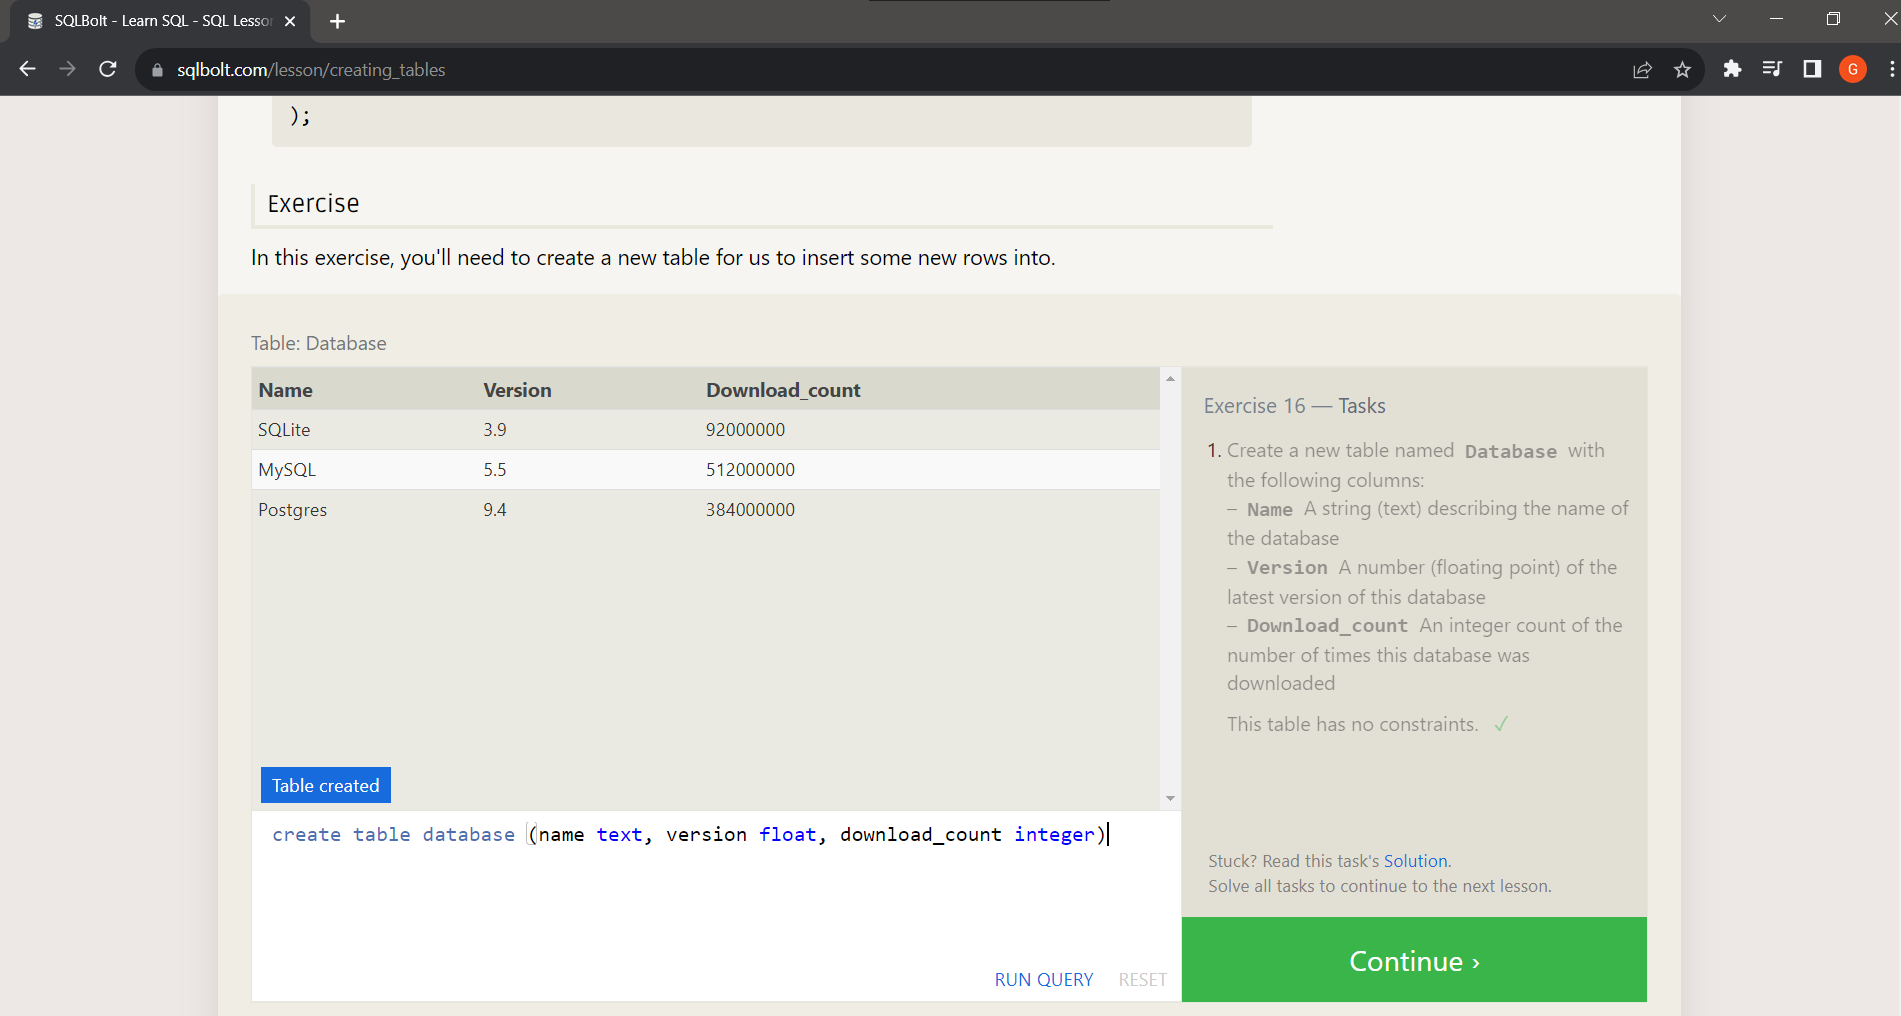 SQLBolt - Learn SQL - SQL Lesso
sqlbolt.com/lesson/creating_tables
G
);
Exercise
In this exercise, you'll need to create a new table for us to insert some new rows into.
Table: Database
Name Version Download_count
SQLite 3.9 92000000
MySQL 5.5 512000000
Postgres 9.4 384000000
Table created
create table database (name text, version float, download_count integer)
RUN QUERY RESET
Exercise 16 — Tasks
1. Create a new table named Database with
the following columns:
– Name A string (text) describing the name of
the database
– Version A number (floating point) of the
latest version of this database
– Download_count An integer count of the
number of times this database was
downloaded
This table has no constraints. ✓
Stuck? Read this task's Solution.
Solve all tasks to continue to the next lesson.
Continue ›